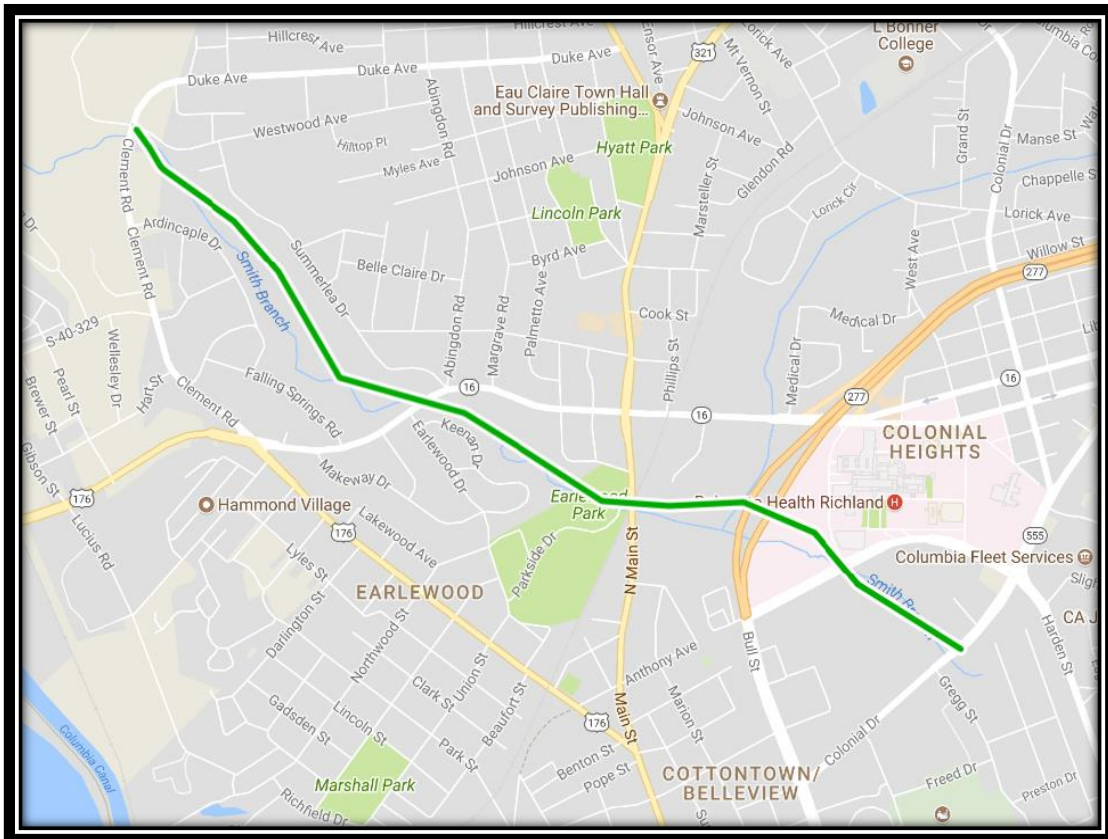 Hillcrest Ave
Hillcrest Ave
Duke Ave
Duke Ave
Duke Ave
321
Mt Vernon St
Lorick Ave
L Bonner
College
Eau Claire Town Hall
and Survey Publishing...
Westwood Ave
Hilltop Pl
Myles Ave
Abingdon Rd
Johnson Ave
Hyatt Park
Johnson Ave
Glendon Rd
Grand St
Colonial Dr
Manse St
Chappelle S
Clement Rd
Clement Rd
Ardincaple Dr
Lincoln Park
Marsteller St
Lorick Cir
Lorick Ave
Willow St
277
Summerlea Dr
Smith Branch
Belle Claire Dr
Byrd Ave
West Ave
Abingdon Rd
Margrave Rd
Palmetto Ave
Cook St
Medical Dr
S-40-329
Wellesley Dr
Phillips St
Medical Dr
Pearl St
Brewer St
Hart St
Clement Rd
Falling Springs Rd
16
16
277
16
COLONIAL
HEIGHTS
Gibson St
Keenan Dr
Earlewood Dr
Makeway Dr
176
Hammond Village
Park
Health Richland
H
555
Lucius Rd
176
Lakewood Ave
Parkside Dr
N Main St
Columbia Fleet Services
Lyles St
EARLEWOOD
Smith
Darlington St
Northwood St
Bull St
Harden St
CA J
Anthony Ave
Union St
Clark St
Beaufort St
Marion St
Gregg St
Gadsden St
Lincoln St
Main St
176
Colonial Dr
Columbia Canal
Park St
Benton St
Pope St
COTTONTOWN/
BELLEVIEW
Freed Dr
Preston Dr
Marshall Park
Richfield Dr